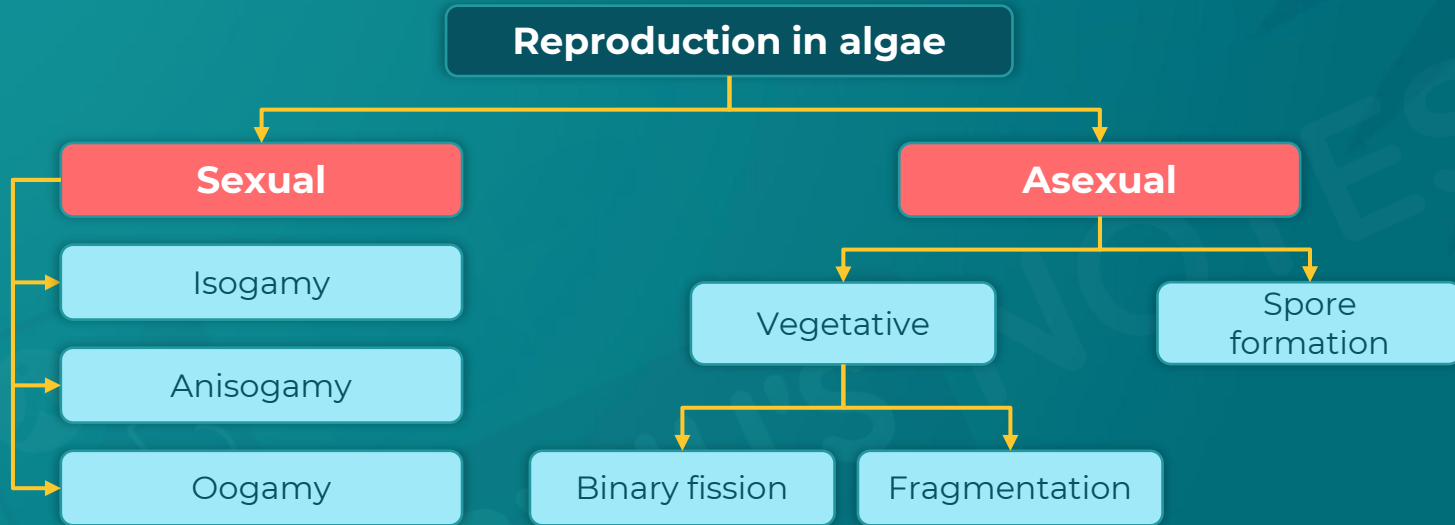 Reproduction in algae
Sexual
Asexual
Isogamy
Anisogamy
Oogamy
Vegetative
Spore
formation
Binary fission
Fragmentation